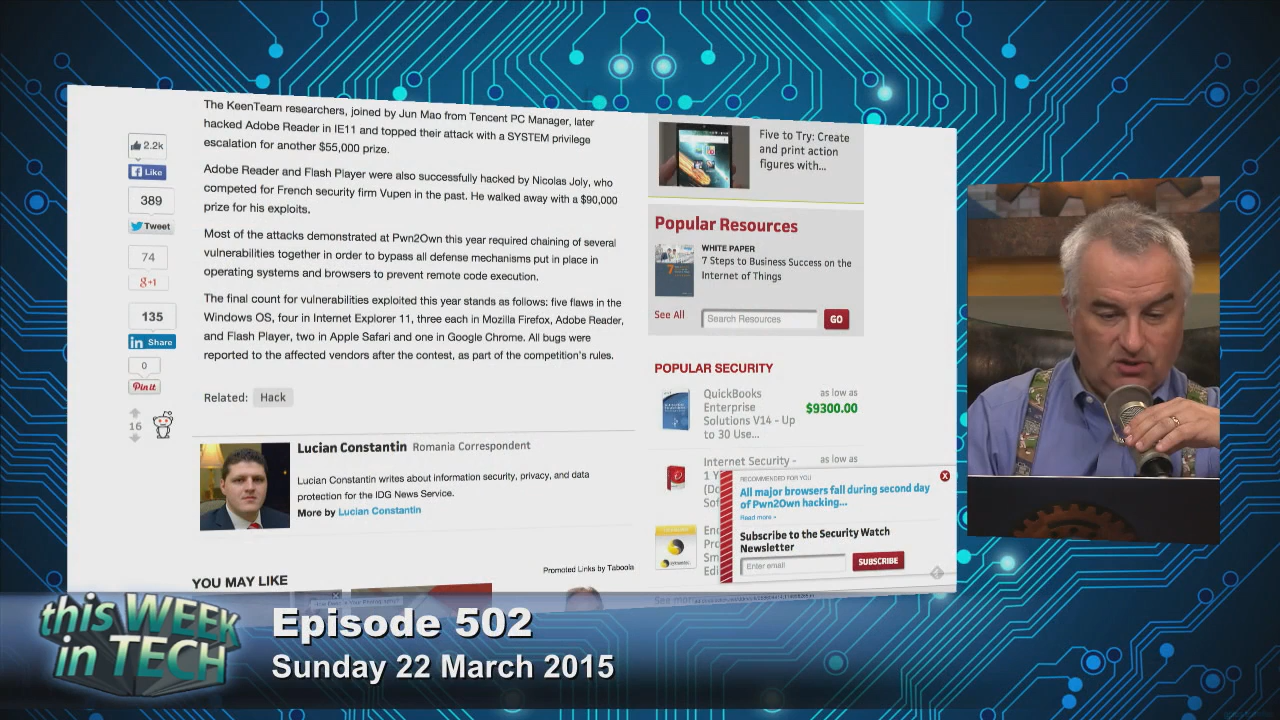 The KeenTeam researchers, joined by Jun Mao from Tencent PC Manager, later
hacked Adobe Reader in IE11 and topped their attack with a SYSTEM privilege
escalation for another $55,000 prize.
Adobe Reader and Flash Player were also successfully hacked by Nicolas Joly, who
competed for French security firm Vupen in the past. He walked away with a $90,000
prize for his exploits.
Most of the attacks demonstrated at Pwn2Own this year required chaining of several
vulnerabilities together in order to bypass all defense mechanisms put in place in
operating systems and browsers to prevent remote code execution.
The final count for vulnerabilities exploited this year stands as follows: five flaws in the
Windows OS, four in Internet Explorer 11, three each in Mozilla Firefox, Adobe Reader,
and Flash Player, two in Apple Safari and one in Google Chrome. All bugs were
reported to the affected vendors after the contest, as part of the competition's rules.
Related: Hack
2.2k
Like
389
Tweet
74
g+1
135
in Share
0
Pin it
16
Lucian Constantin Romania Correspondent
Lucian Constantin writes about information security, privacy, and data
protection for the IDG News Service.
More by Lucian Constantin
Promoted Links by Taboola
YOU MAY LIKE
Five to Try: Create
and print action
figures with...
Popular Resources
WHITE PAPER
7 Steps to Business Success on the
Internet of Things
See All
Search Resources
GO
POPULAR SECURITY
QuickBooks
Enterprise
Solutions V14 - Up
to 30 Use...
as low as
$9300.00
Internet Security -
as low as
RECOMMENDED FOR YOU
All major browsers fall during second day
of Pwn2Own hacking...
Read more »
Subscribe to the Security Watch
Newsletter
Enter email
SUBSCRIBE
this WEEK
in TECH
Episode 502
Sunday 22 March 2015